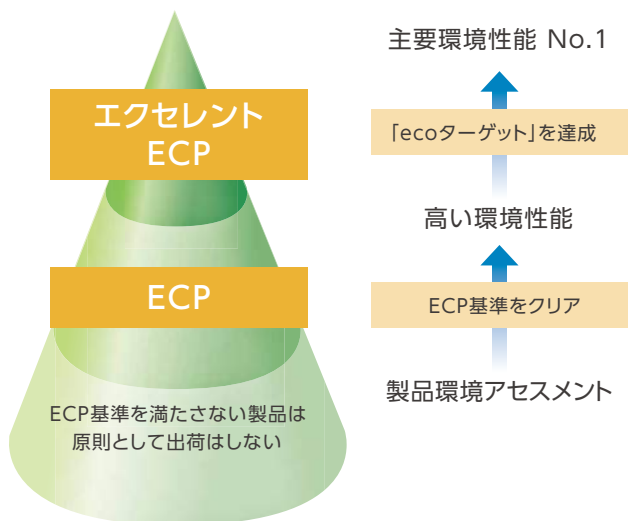 エクセレント
ECP
ECP
ECP基準を満たさない製品は
原則として出荷はしない
主要環境性能 No.1
「ecoターゲット」を達成
高い環境性能
ECP基準をクリア
製品環境アセスメント